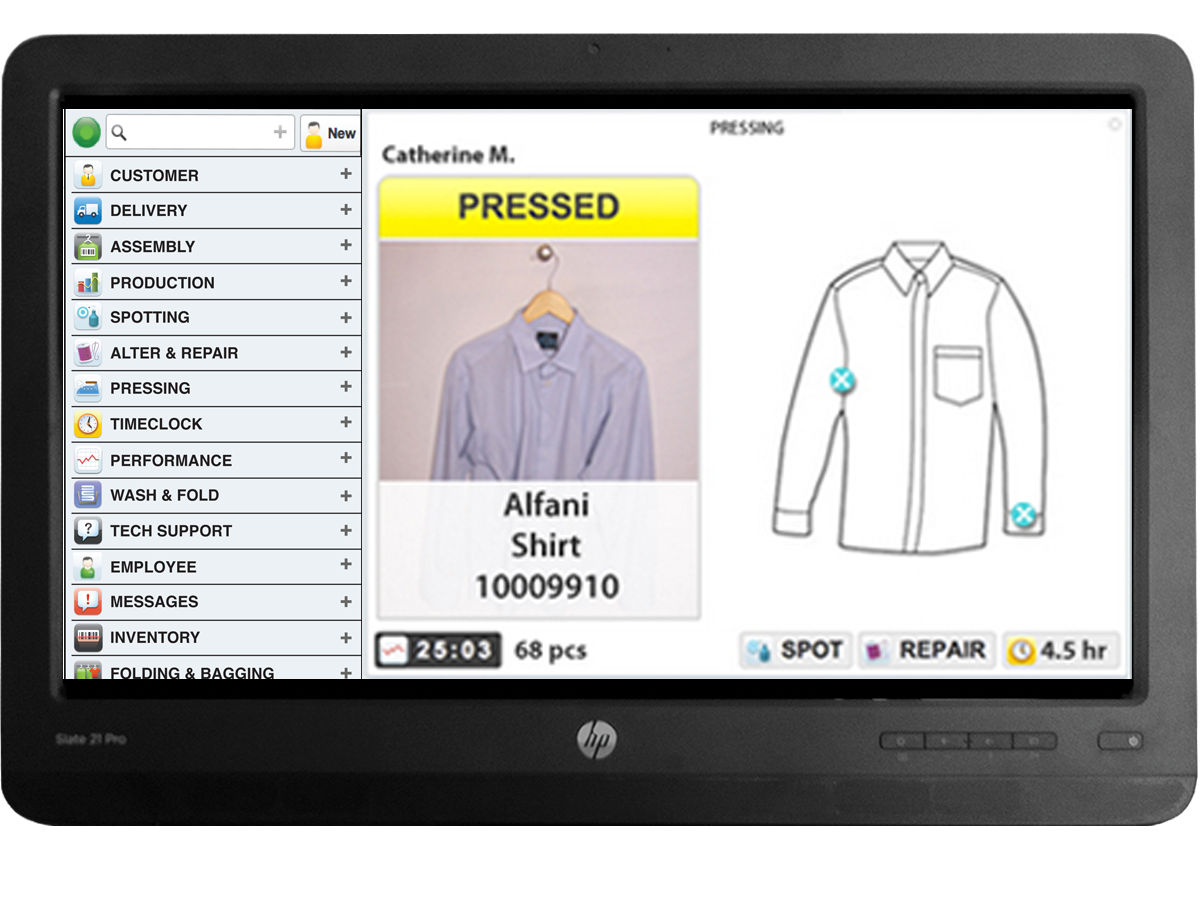 New
CUSTOMER
DELIVERY
ASSEMBLY
PRODUCTION
SPOTTING
ALTER & REPAIR
PRESSING
TIMECLOCK
PERFORMANCE
WASH & FOLD
TECH SUPPORT
EMPLOYEE
MESSAGES
INVENTORY
FOLDING & BAGGING
PRESSING
Catherine M.
PRESSED
Alfani
Shirt
10009910
25:03 68 pcs
SPOT REPAIR 4.5 hr
Slate 21 Pro
hp